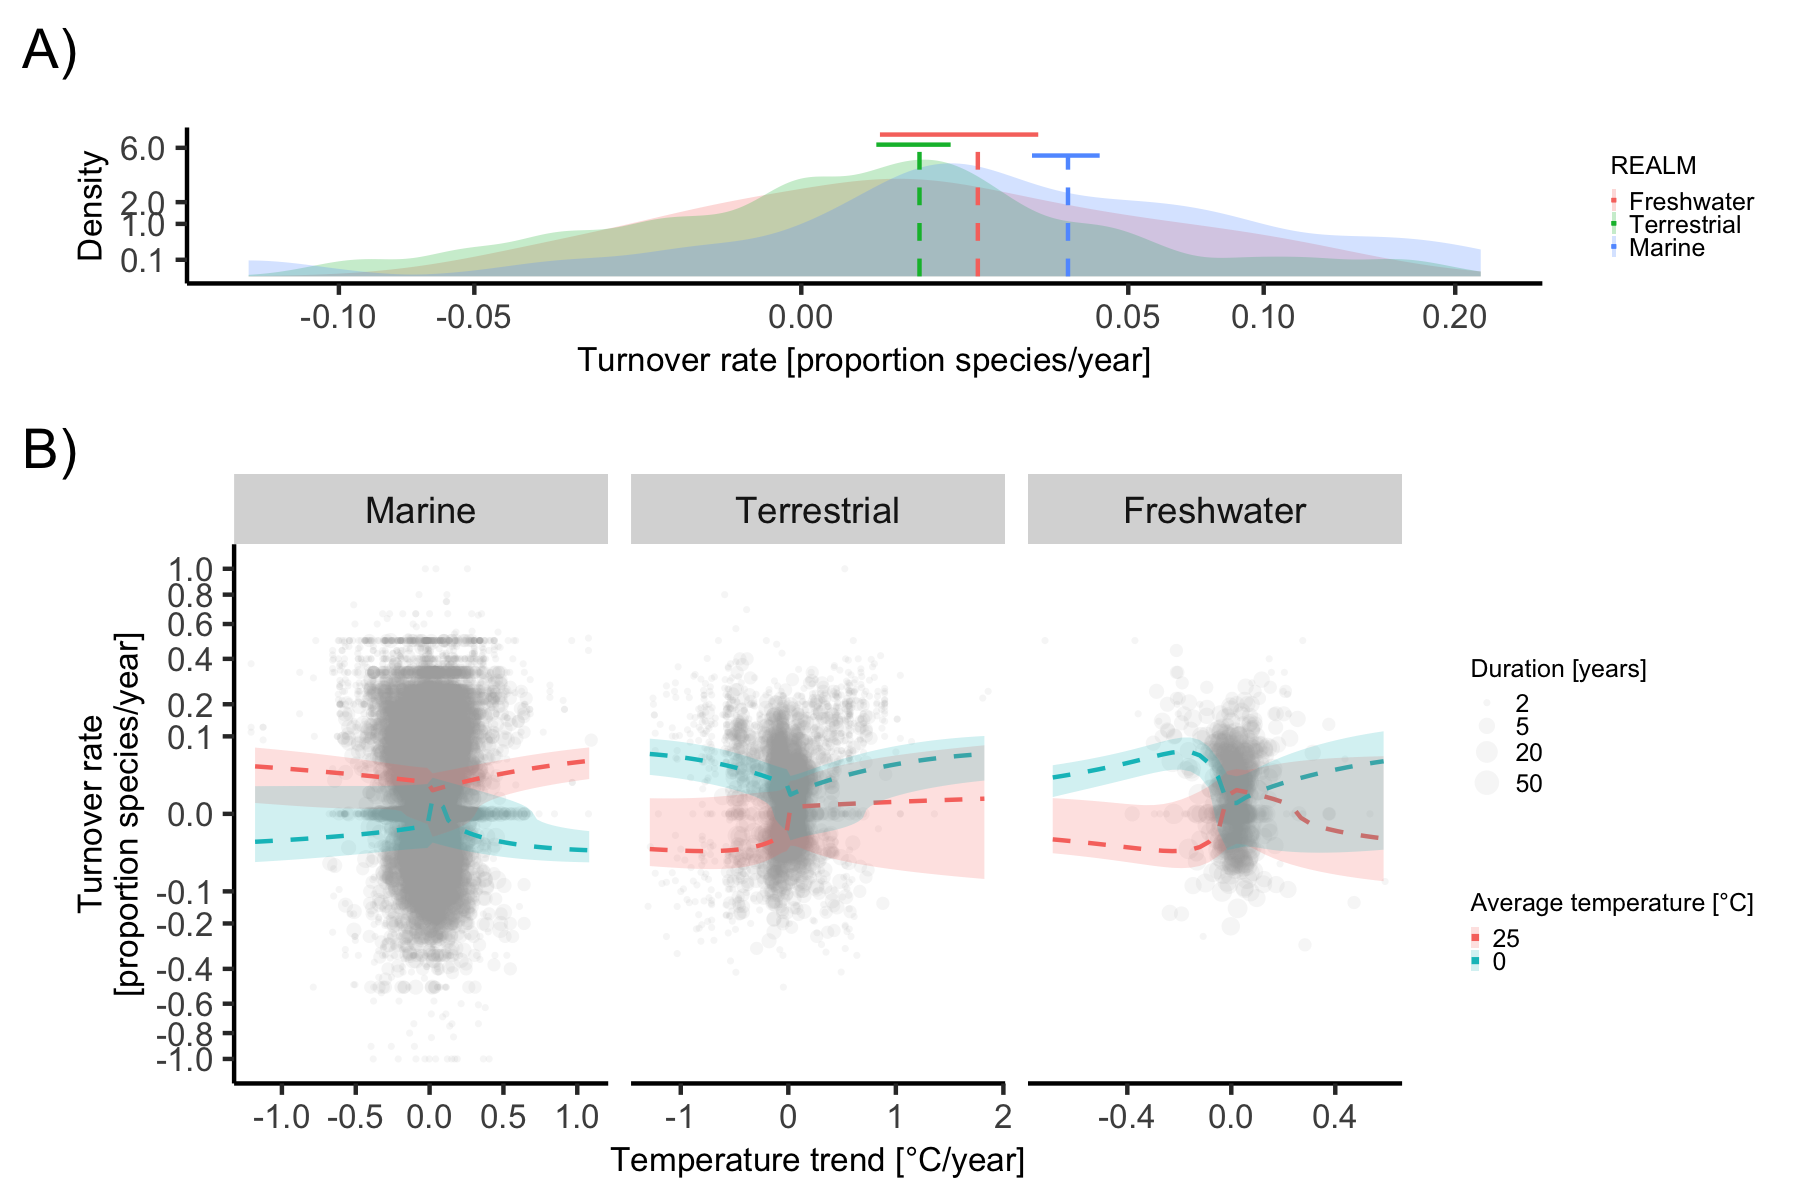 A)
Density
6.0
2.0
1.0
0.1
-0.10 -0.05 0.00 0.05 0.10 0.20
Turnover rate [proportion species/year]
REALM
Freshwater
Terrestrial
Marine
B)
Marine Terrestrial Freshwater
Turnover rate
[proportion species/year]
1.0
0.8
0.6
0.4
0.2
0.1
0.0
-0.1
-0.2
-0.4
-0.6
-0.8
-1.0
-1.0 -0.5 0.0 0.5 1.0 -1 0 1 2 -0.4 0.0 0.4
Temperature trend [°C/year]
Duration [years]
2
5
20
50
Average temperature [°C]
25
0